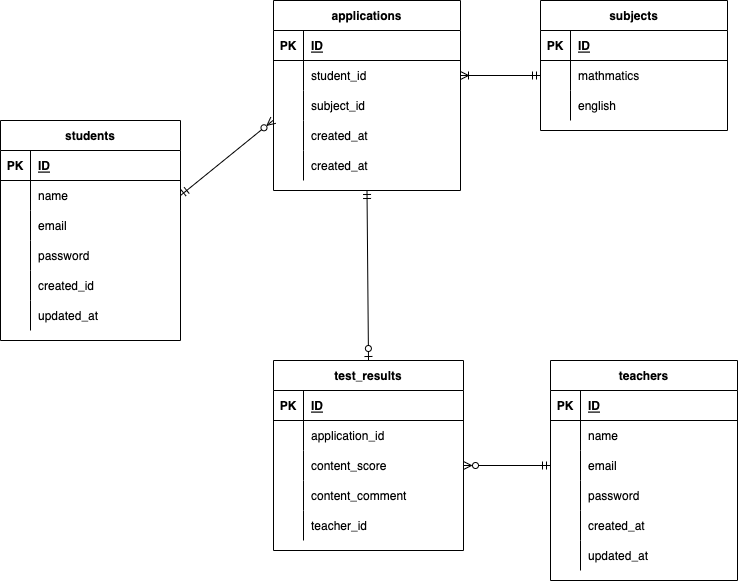 applications
PK ID
student_id
subject_id
created_at
created_at
subjects
PK ID
mathmatics
english
students
PK ID
name
email
password
created_id
updated_at
test_results
PK ID
application_id
content_score
content_comment
teacher_id
teachers
PK ID
name
email
password
created_at
updated_at